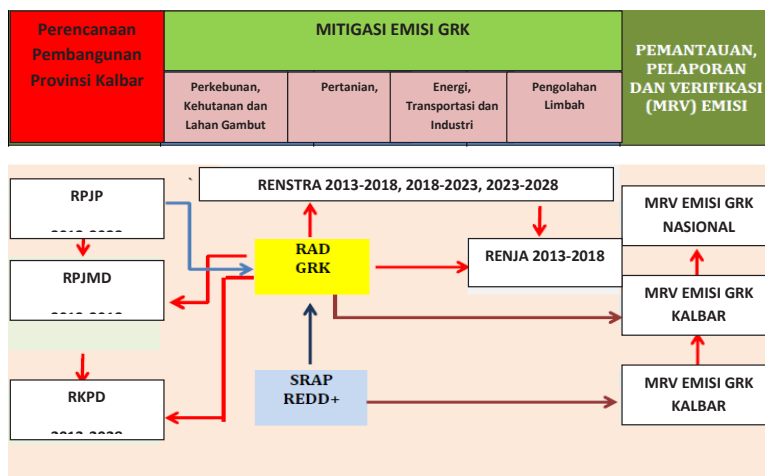 Perencanaan
Pembangunan
Provinsi Kalbar
MITIGASI EMISI GRK
PEMANTAUAN,
PELAPORAN
DAN VERIFIKASI
(MRV) EMISI
Perkebunan,
Kehutanan dan
Lahan Gambut
Pertanian,
Energi,
Transportasi dan
Industri
Pengolahan
Limbah
RPJP
RENSTRA 2013-2018, 2018-2023, 2023-2028
MRV EMISI GRK
NASIONAL
RPJMD
RAD
GRK
RENJA 2013-2018
MRV EMISI GRK
KALBAR
RKPD
SRAP
REDD+
MRV EMISI GRK
KALBAR